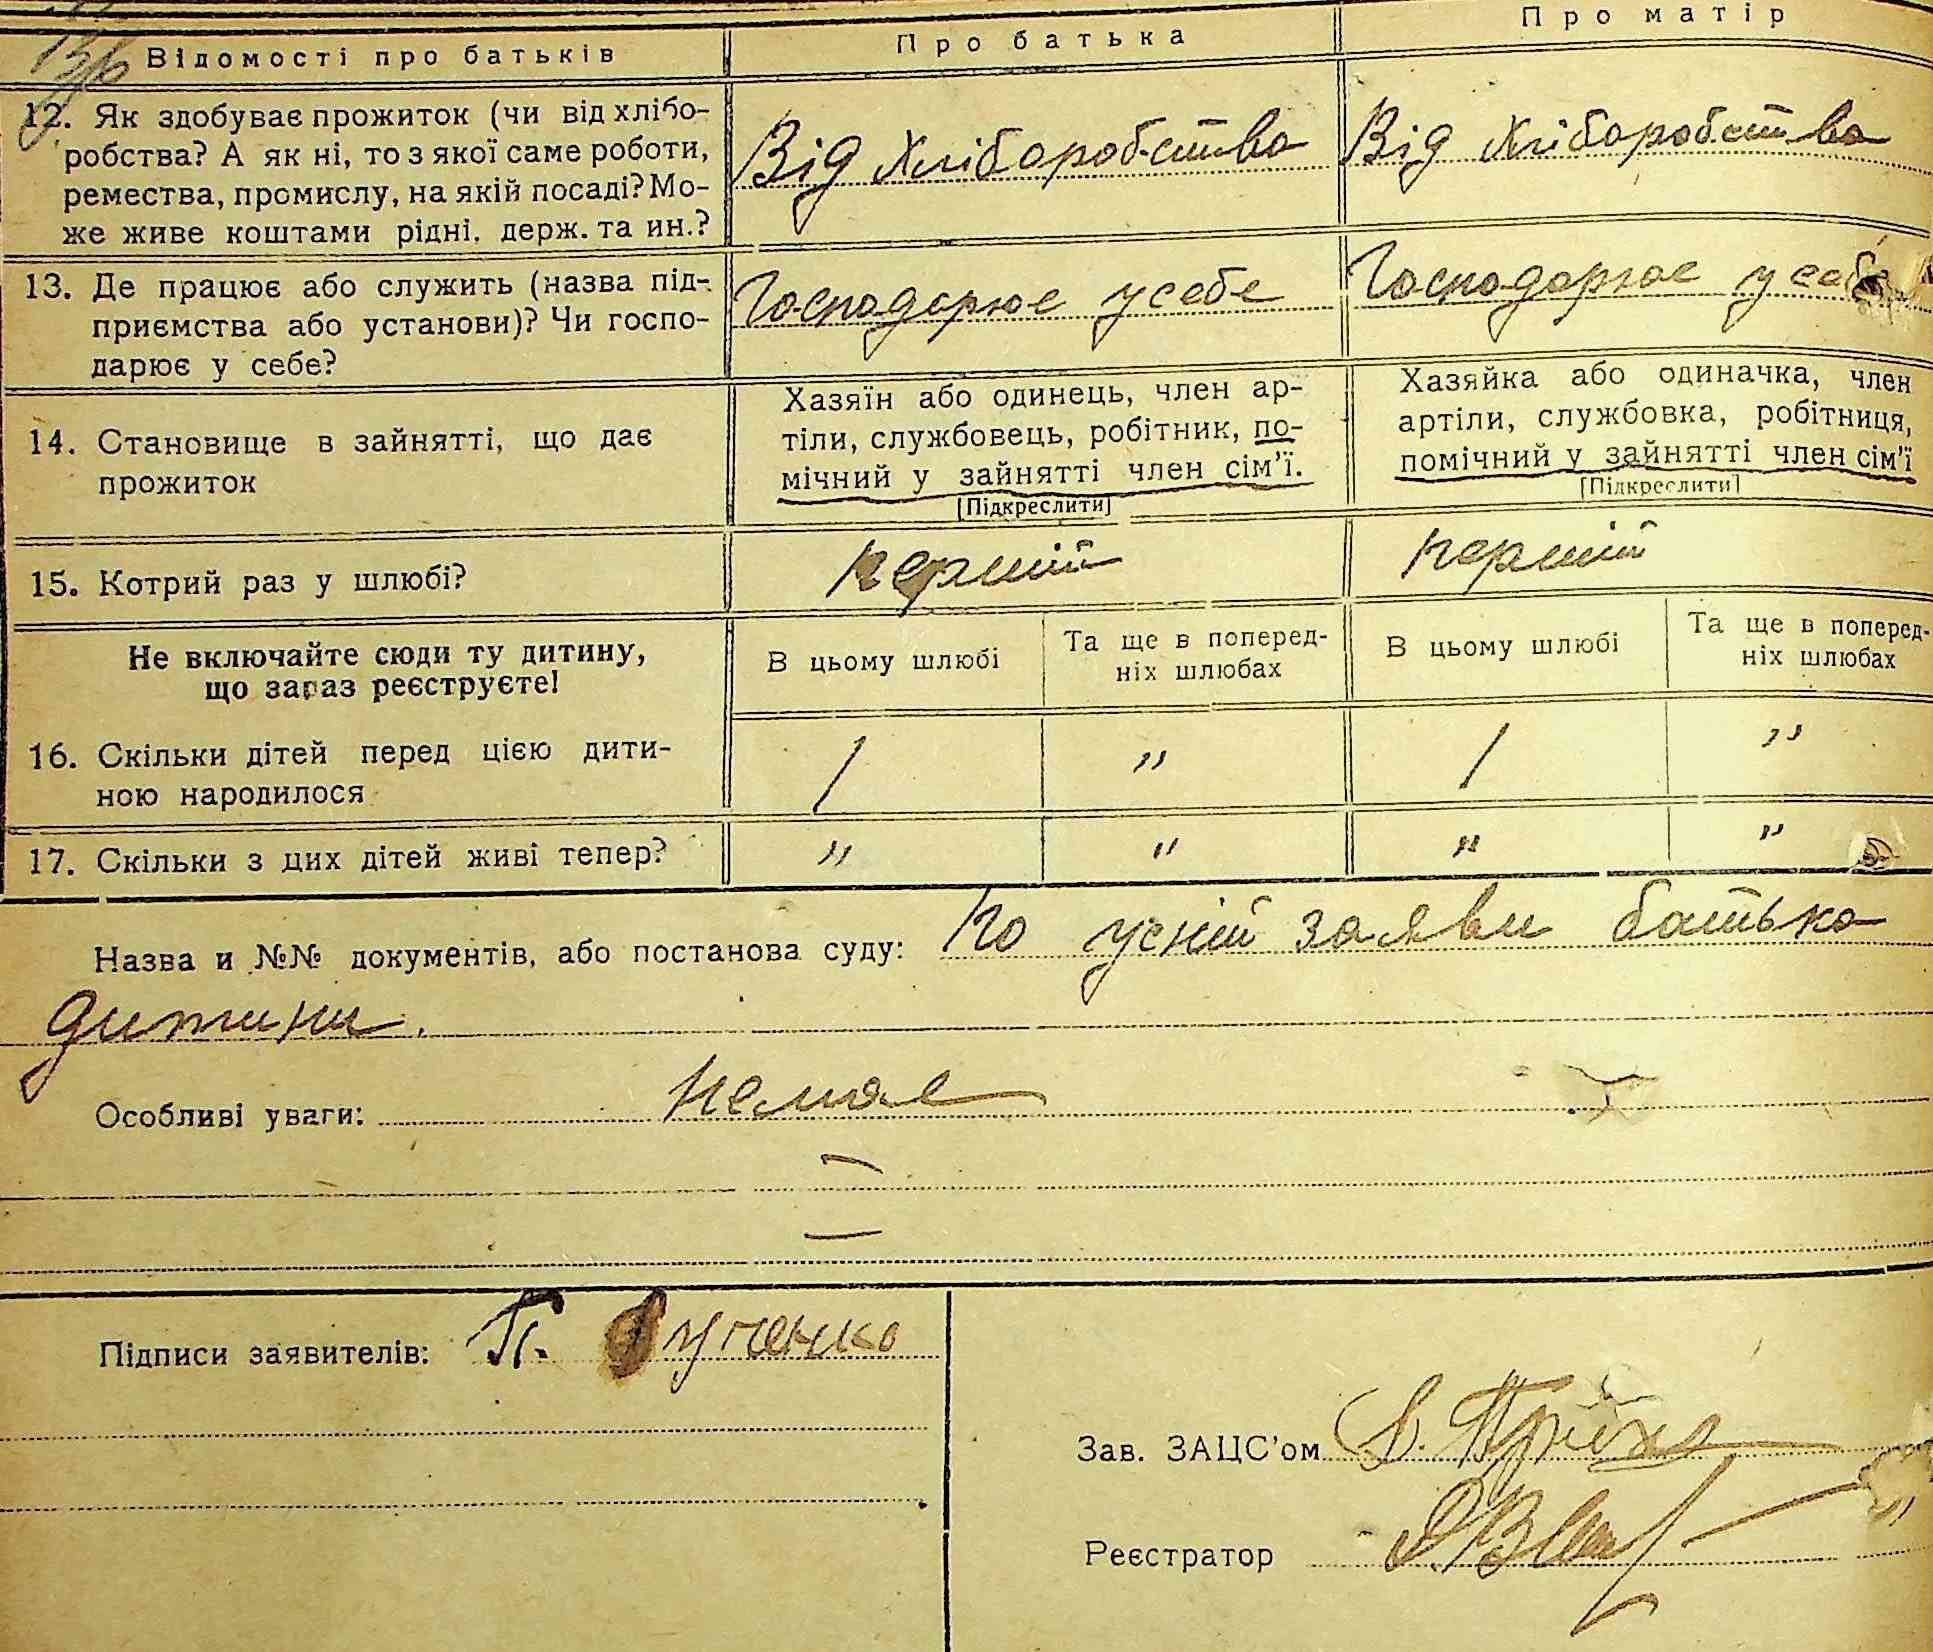 Відомості про батьків
Про батька
Про матір
12. Як здобуває прожиток (чи від хлібо-
робства? А як ні, то з якої саме роботи,
ремества, промислу, на якій посаді? Мо-
же живе коштами рідні, держ. та ин.?
Від Хліборобства
Від Хліборобства
13. Де працює або служить (назва під-
приємства або установи)? Чи госпо-
дарює у себе?
Господарює у себе
Господарює у себе
14. Становище в зайнятті, що дає
прожиток
Хазяїн або одинець, член ар-
тіли, службовець, робітник, по-
мічний у зайнятті член сім'ї.
[Підкреслити]
Хазяйка або одиначка, член
артіли, службовка, робітниця,
помічний у зайнятті член сім'ї
[Підкреслити]
15. Котрий раз у шлюбі?
перший
перший
Не включайте сюди ту дитину,
що зараз реєструєте!
В цьому шлюбі
Та ще в поперед-
ніх шлюбах
В цьому шлюбі
Та ще в поперед-
ніх шлюбах
16. Скільки дітей перед цією дити-
ною народилося
1
"
1
"
17. Скільки з цих дітей живі тепер?
"
"
"
"
Назва и №№ документів, або постанова суду: по усній заяви батька
дитини.
Особливі уваги: немає
Підписи заявителів: П.
Зав. ЗАЦС'ом
Реєстратор